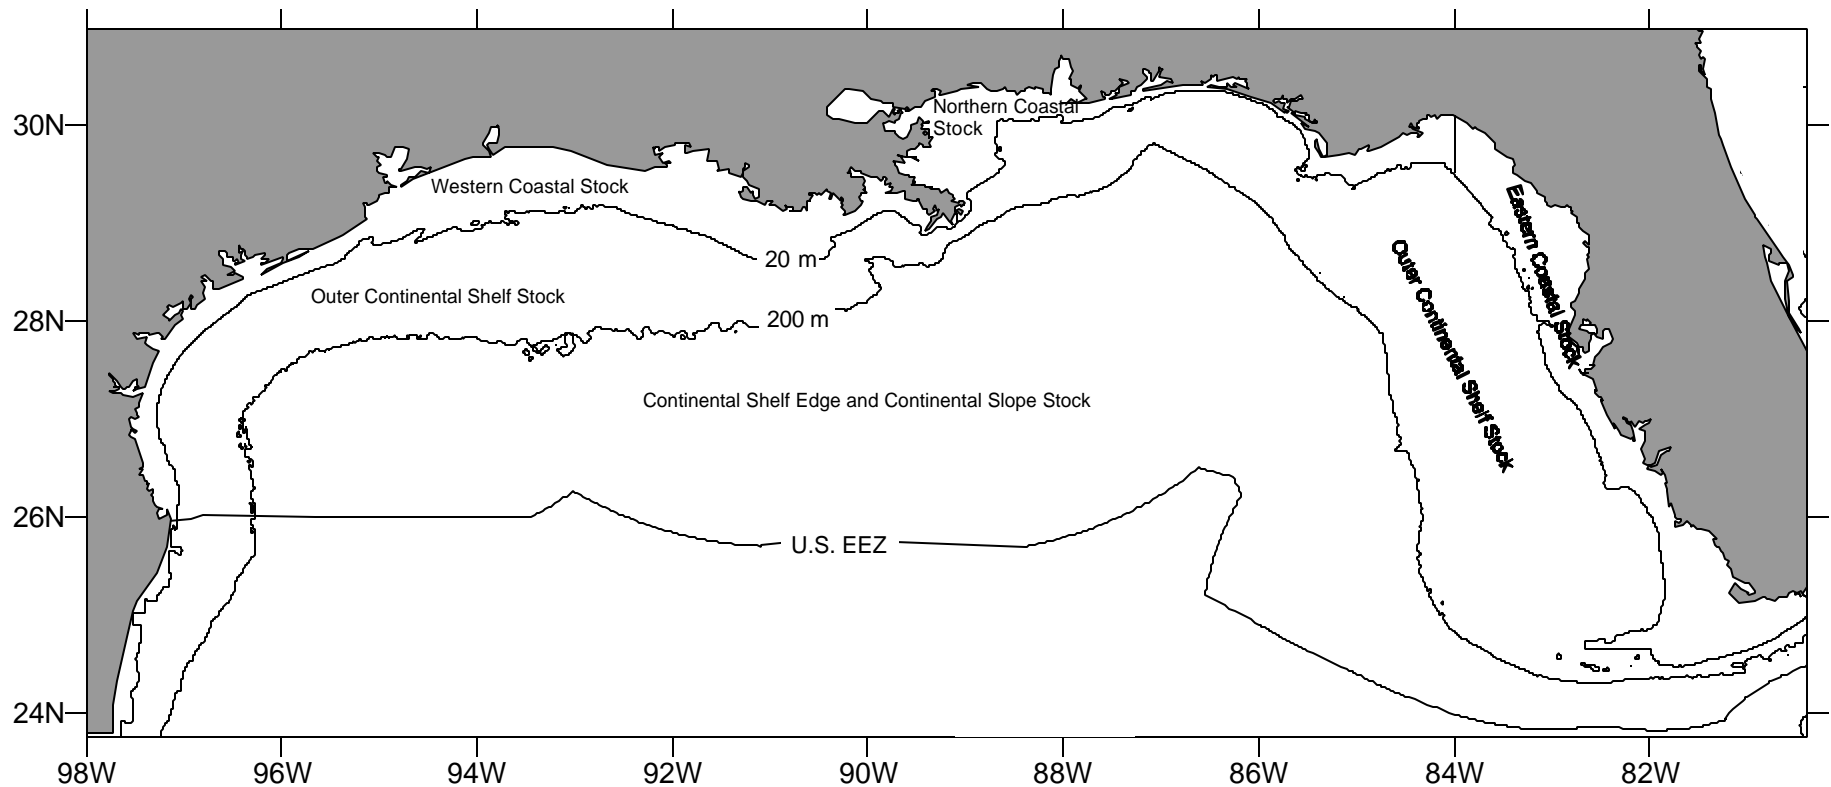 Northern Coastal
Stock
30N
Western Coastal Stock
Eastern Coastal Stock
20 m
Outer Continental Shelf Stock
Outer Continental Shelf Stock
28N
200 m
Continental Shelf Edge and Continental Slope Stock
26N
U.S. EEZ
24N
98W
96W
94W
92W
90W
88W
86W
84W
82W